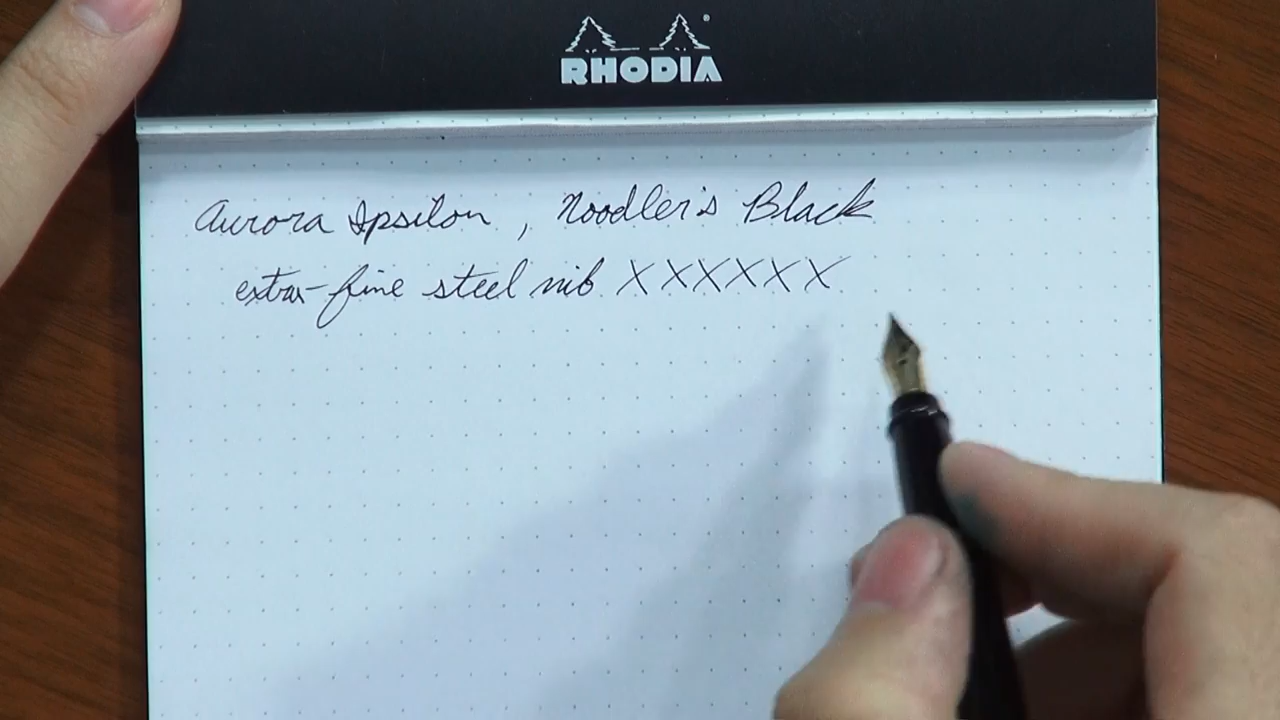 RHODIA
Aurora Ipsilon, Noodler's Black
extra-fine steel nib XXXXXX